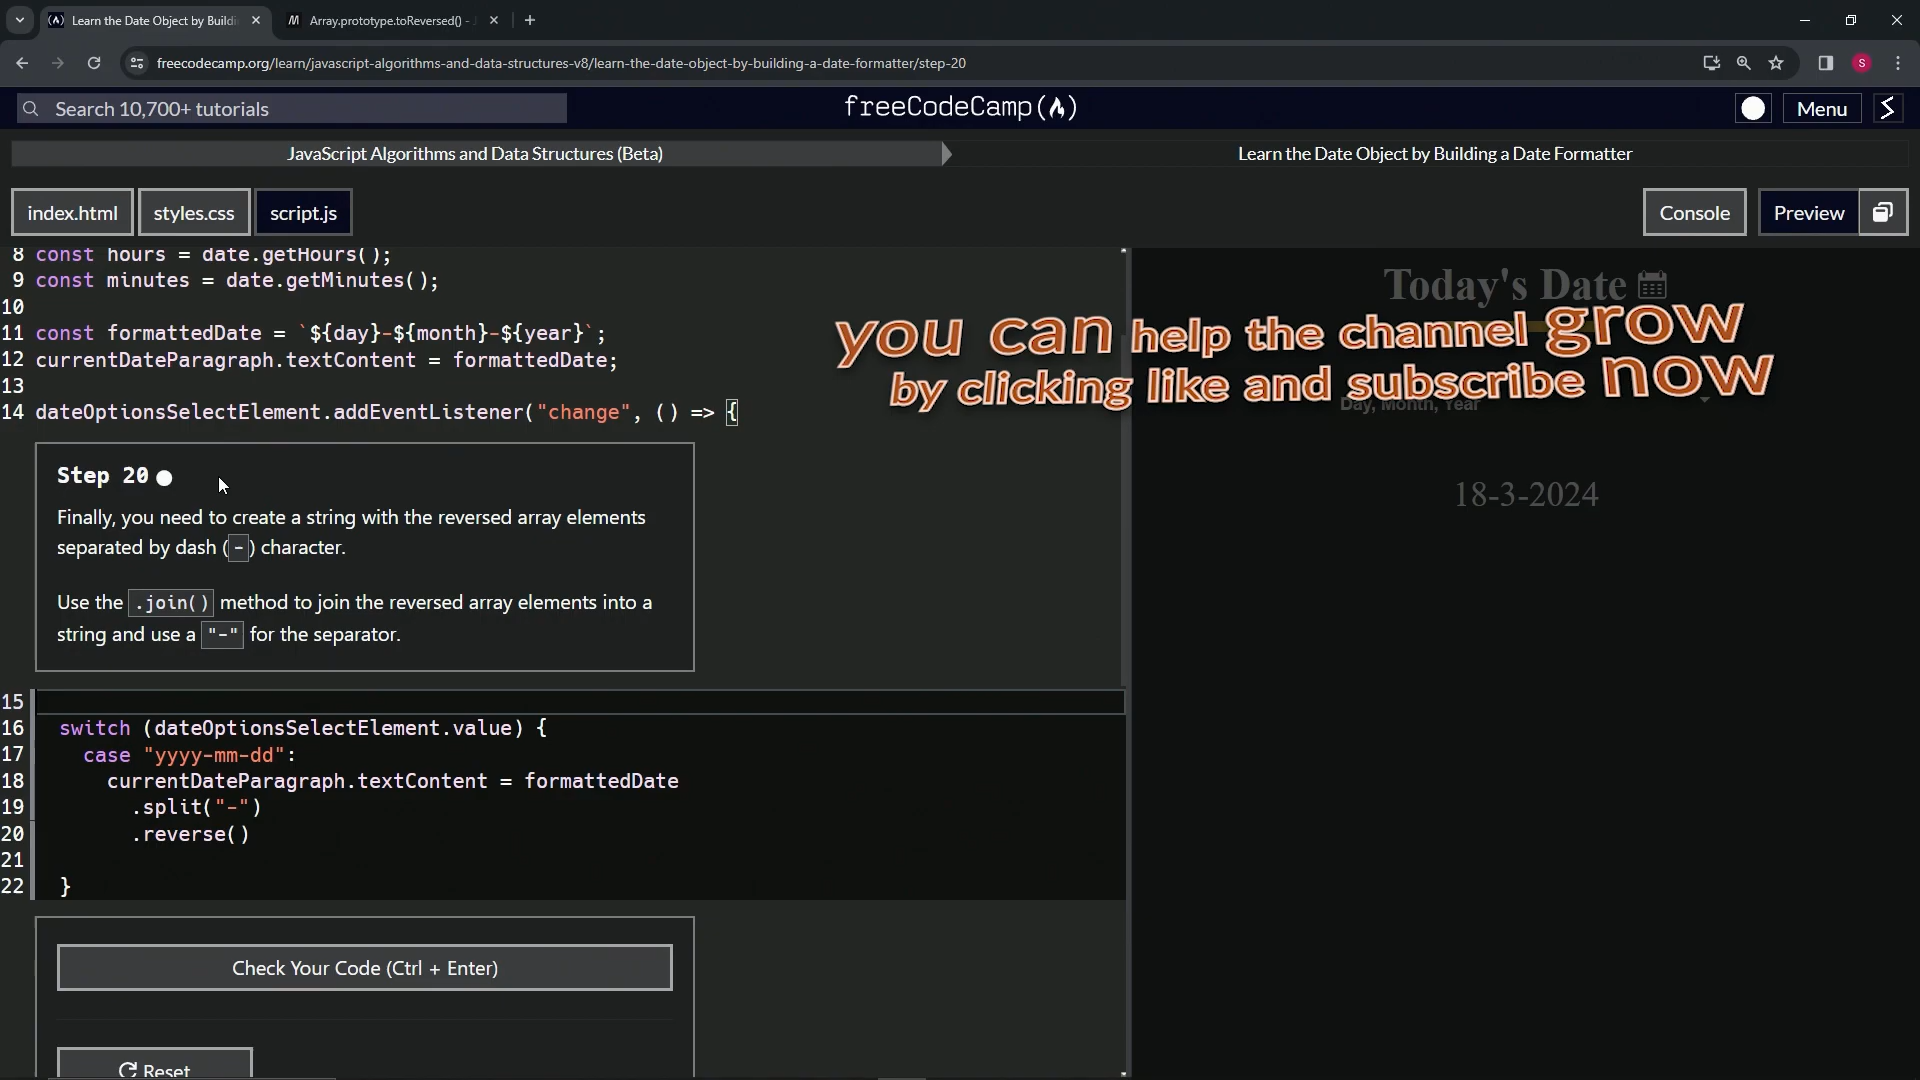 Learn the Date Object by Buildi
Array.prototype.toReversed() -
freecodecamp.org/learn/javascript-algorithms-and-data-structures-v8/learn-the-date-object-by-building-a-date-formatter/step-20
S
Search 10,700+ tutorials
freeCodeCamp
Menu
JavaScript Algorithms and Data Structures (Beta)
Learn the Date Object by Building a Date Formatter
index.html
styles.css
script.js
Console
Preview
8 const hours = date.getHours();
9 const minutes = date.getMinutes();
10
11 const formattedDate = `${day}-${month}-${year}`;
12 currentDateParagraph.textContent = formattedDate;
13
14 dateOptionsSelectElement.addEventListener("change", () => {
Today's Date
you can help the channel grow
by clicking like and subscribe now
Day, Month, Year
18-3-2024
Step 20
Finally, you need to create a string with the reversed array elements
separated by dash (-) character.
Use the .join() method to join the reversed array elements into a
string and use a "-" for the separator.
15
16 switch (dateOptionsSelectElement.value) {
17 case "yyyy-mm-dd":
18 currentDateParagraph.textContent = formattedDate
19 .split("-")
20 .reverse()
21
22 }
Check Your Code (Ctrl + Enter)
Reset